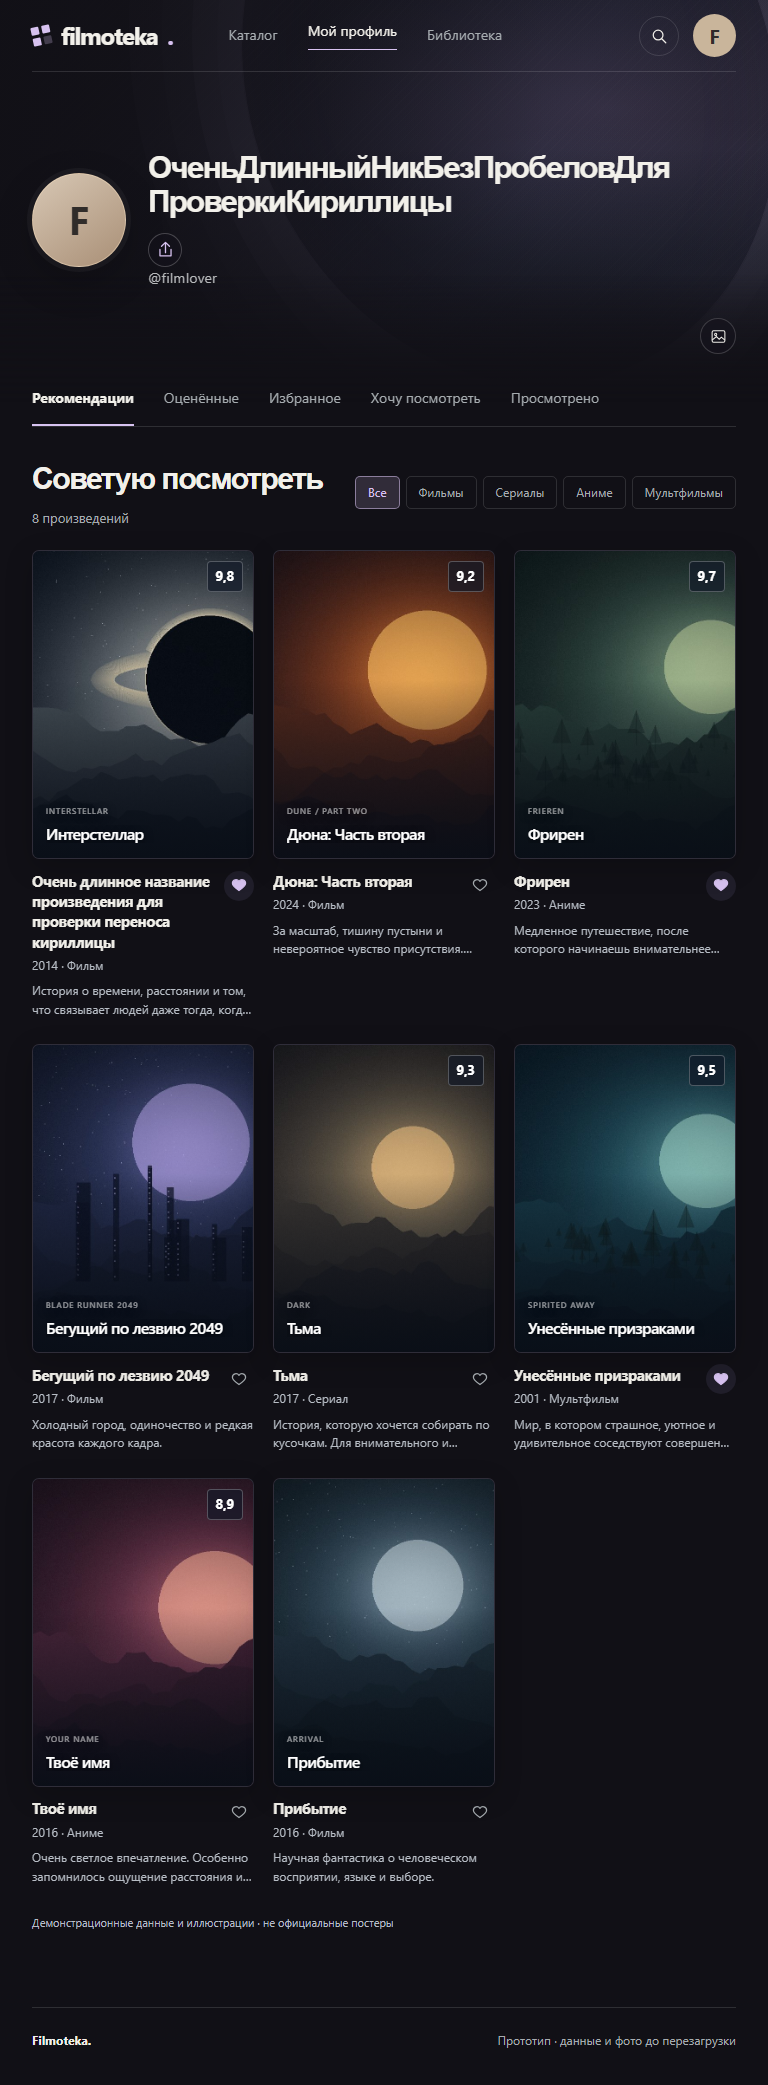 filmoteka.
Каталог
Мой профиль
Библиотека
F
F
ОченьДлинныйНикБезПробеловДля
ПроверкиКириллицы
@filmlover
Рекомендации
Оценённые
Избранное
Хочу посмотреть
Просмотрено
Советую посмотреть
8 произведений
Все
Фильмы
Сериалы
Аниме
Мультфильмы
9,8
INTERSTELLAR
Интерстеллар
Очень длинное название
произведения для
проверки переноса
кириллицы
2014 · Фильм
История о времени, расстоянии и том,
что связывает людей даже тогда, когд...
9,2
DUNE / PART TWO
Дюна: Часть вторая
Дюна: Часть вторая
2024 · Фильм
За масштаб, тишину пустыни и
невероятное чувство присутствия....
9,7
FRIEREN
Фрирен
Фрирен
2023 · Аниме
Медленное путешествие, после
которого начинаешь внимательнее...
BLADE RUNNER 2049
Бегущий по лезвию 2049
Бегущий по лезвию 2049
2017 · Фильм
Холодный город, одиночество и редкая
красота каждого кадра.
9,3
DARK
Тьма
Тьма
2017 · Сериал
История, которую хочется собирать по
кусочкам. Для внимательного и...
9,5
SPIRITED AWAY
Унесённые призраками
Унесённые призраками
2001 · Мультфильм
Мир, в котором страшное, уютное и
удивительное соседствуют совершен...
8,9
YOUR NAME
Твоё имя
Твоё имя
2016 · Аниме
Очень светлое впечатление. Особенно
запомнилось ощущение расстояния и...
ARRIVAL
Прибытие
Прибытие
2016 · Фильм
Научная фантастика о человеческом
восприятии, языке и выборе.
Демонстрационные данные и иллюстрации · не официальные постеры
Filmoteka.
Прототип · данные и фото до перезагрузки